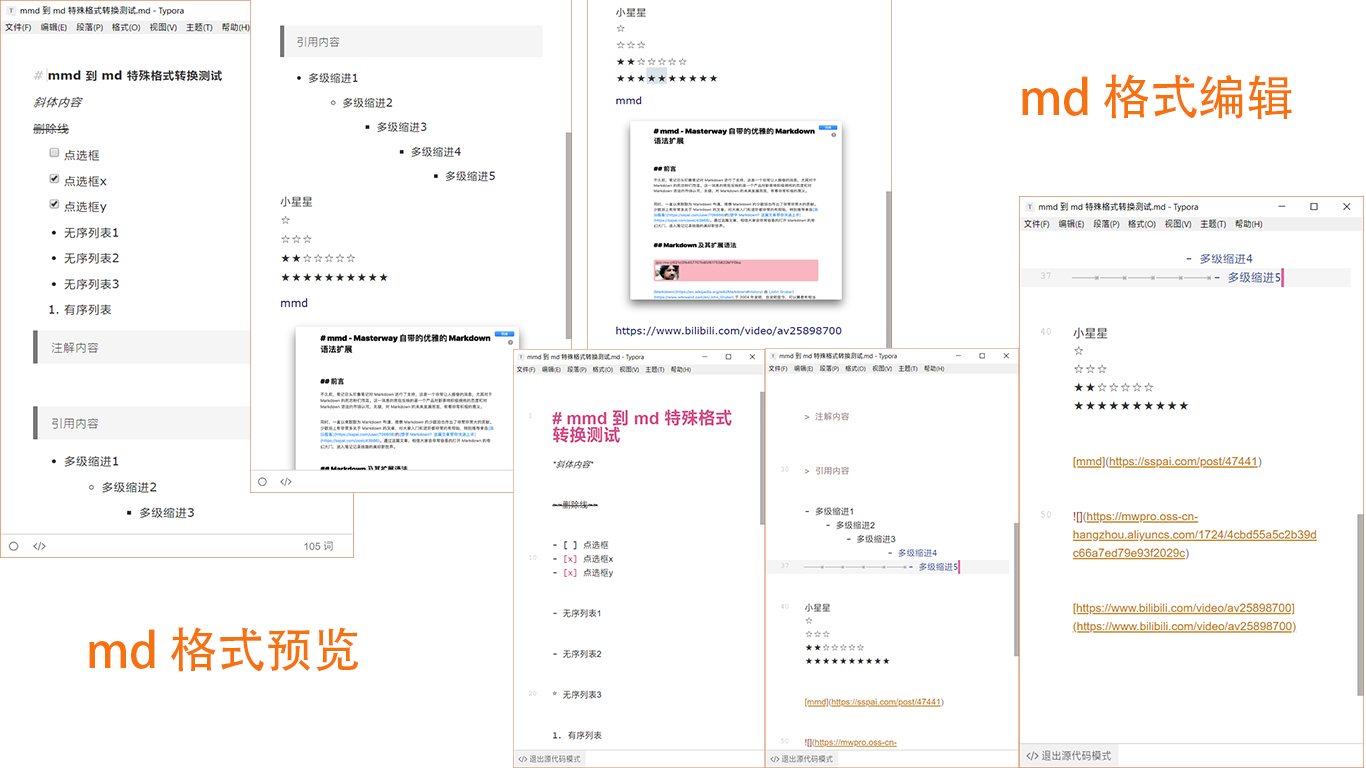 mmd 到 md 特殊格式转换测试.md - Typora
文件(F) 编辑(E) 段落(P) 格式(O) 视图(V) 主题(T) 帮助(H)
# mmd 到 md 特殊格式转换测试
斜体内容
删除线
点选框
点选框x
点选框y
• 无序列表1
• 无序列表2
• 无序列表3
1. 有序列表
注解内容
引用内容
• 多级缩进1
◦ 多级缩进2
▪ 多级缩进3
</>
105 词
引用内容
• 多级缩进1
◦ 多级缩进2
▪ 多级缩进3
▪ 多级缩进4
▪ 多级缩进5
小星星
☆
☆☆☆
★★☆☆☆☆☆
★★★★★★★★★★
mmd
# mmd - Masterway 自带的优雅的 Markdown
语法扩展
## 前言
## Markdown 及其扩展语法
</>
小星星
☆
☆☆☆
★★☆☆☆☆☆
★★★★★★★★★★
mmd
# mmd - Masterway 自带的优雅的 Markdown
语法扩展
## 前言
## Markdown 及其扩展语法
https://www.bilibili.com/video/av25898700
md 格式编辑
md 格式预览
mmd 到 md 特殊格式转换测试.md - Typora
文件(F) 编辑(E) 段落(P) 格式(O) 视图(V) 主题(T) 帮助(H)
1 # mmd 到 md 特殊格式
转换测试
*斜体内容*
~~删除线~~
- [ ] 点选框
10 - [x] 点选框x
- [x] 点选框y
- 无序列表1
- 无序列表2
20 * 无序列表3
1. 有序列表
</> 退出源代码模式
mmd 到 md 特殊格式转换测试.md - Typora
文件(F) 编辑(E) 段落(P) 格式(O) 视图(V) 主题(T) 帮助(H)
> 注解内容
30 > 引用内容
- 多级缩进1
- 多级缩进2
- 多级缩进3
- 多级缩进4
37 - 多级缩进5
40 小星星
☆
☆☆☆
★★☆☆☆☆☆
★★★★★★★★★★
[mmd](https://sspai.com/post/47441)
50 ![](https://mwpro.oss-cn-
</> 退出源代码模式
mmd 到 md 特殊格式转换测试.md - Typora
文件(F) 编辑(E) 段落(P) 格式(O) 视图(V) 主题(T) 帮助(H)
- 多级缩进4
37 - 多级缩进5
40 小星星
☆
☆☆☆
★★☆☆☆☆☆
★★★★★★★★★★
[mmd](https://sspai.com/post/47441)
50 ![](https://mwpro.oss-cn-
hangzhou.aliyuncs.com/1724/4cbd55a5c2b39d
c66a7ed79e93f2029c)
[https://www.bilibili.com/video/av25898700]
(https://www.bilibili.com/video/av25898700)
</> 退出源代码模式